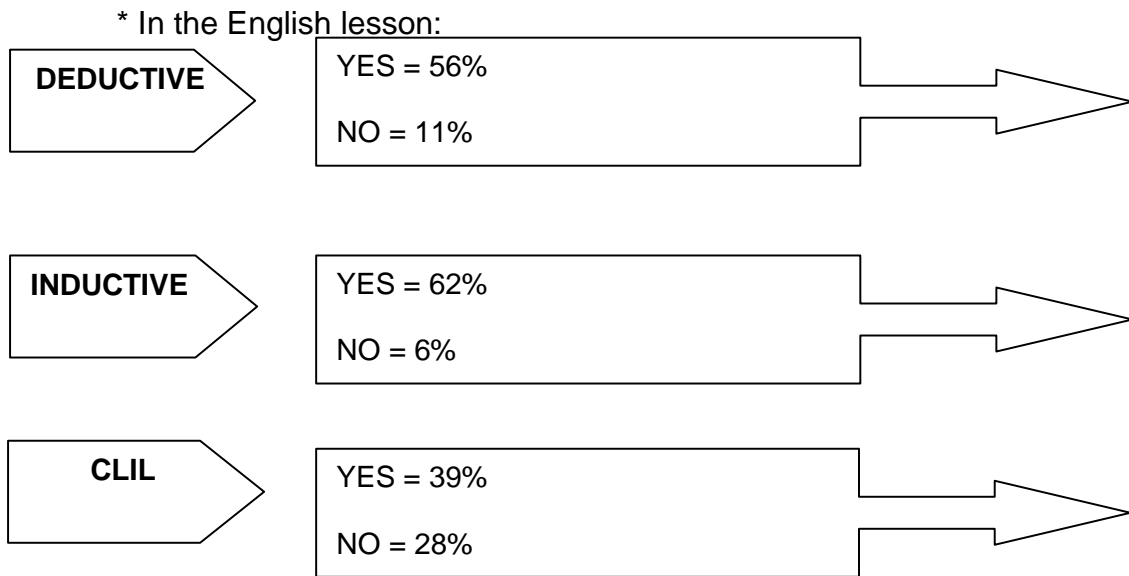 * In the English lesson:
DEDUCTIVE
YES = 56%
NO = 11%
INDUCTIVE
YES = 62%
NO = 6%
CLIL
YES = 39%
NO = 28%